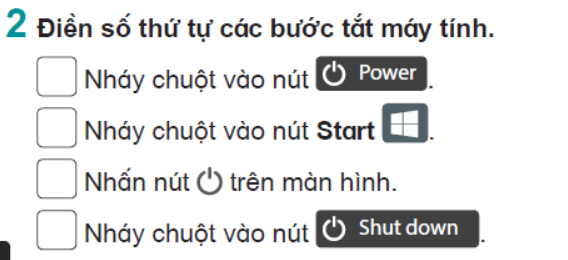 2 Điền số thứ tự các bước tắt máy tính.
Nháy chuột vào nút Power.
Nháy chuột vào nút Start.
Nhấn nút trên màn hình.
Nháy chuột vào nút Shut down.